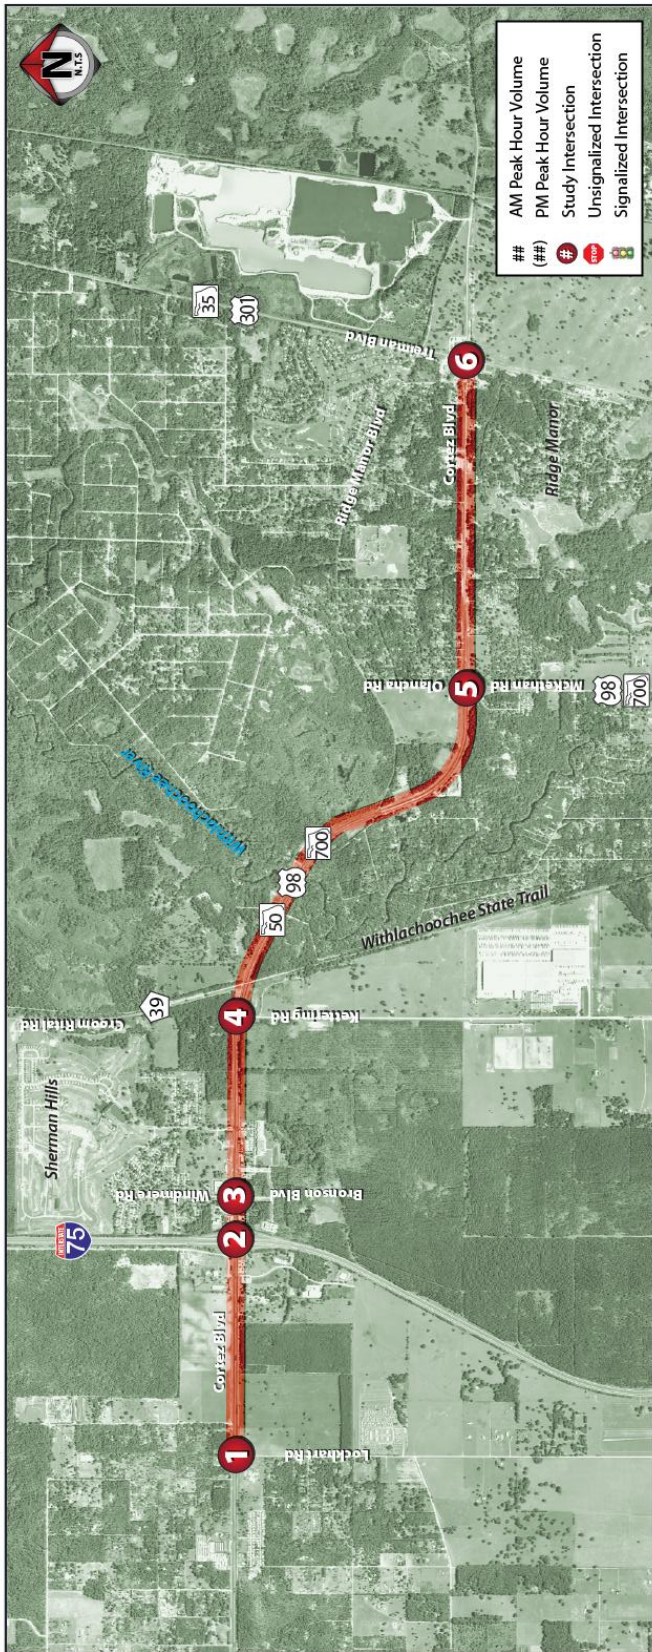 N
N.T.S
35
301
Treiman Blvd
6
Cortez Blvd
Ridge Manor Blvd
Ridge Manor
Olancha Rd
5
McKethan Rd
98
700
Withlacoochee River
700
98
50
Withlachoochee State Trail
39
Croom Rital Rd
4
Kettering Rd
Sherman Hills
Windmere Rd
3
Bronson Blvd
INTERSTATE
75
2
Cortez Blvd
1
Lockhart Rd
## AM Peak Hour Volume
(##) PM Peak Hour Volume
# Study Intersection
STOP Unsignalized Intersection
Signalized Intersection